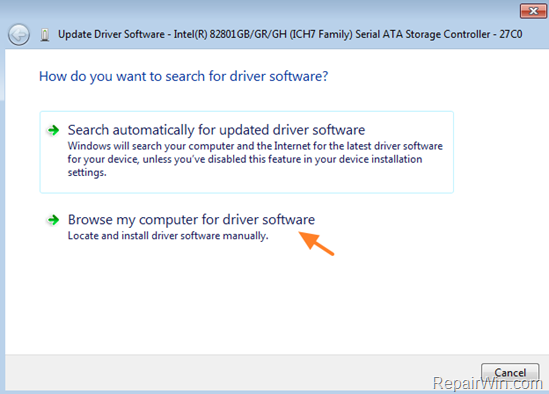 Update Driver Software - Intel(R) 82801GB/GR/GH (ICH7 Family) Serial ATA Storage Controller - 27C0
How do you want to search for driver software?
Search automatically for updated driver software
Windows will search your computer and the Internet for the latest driver software
for your device, unless you've disabled this feature in your device installation
settings.
Browse my computer for driver software
Locate and install driver software manually.
Cancel
RepairWin.com